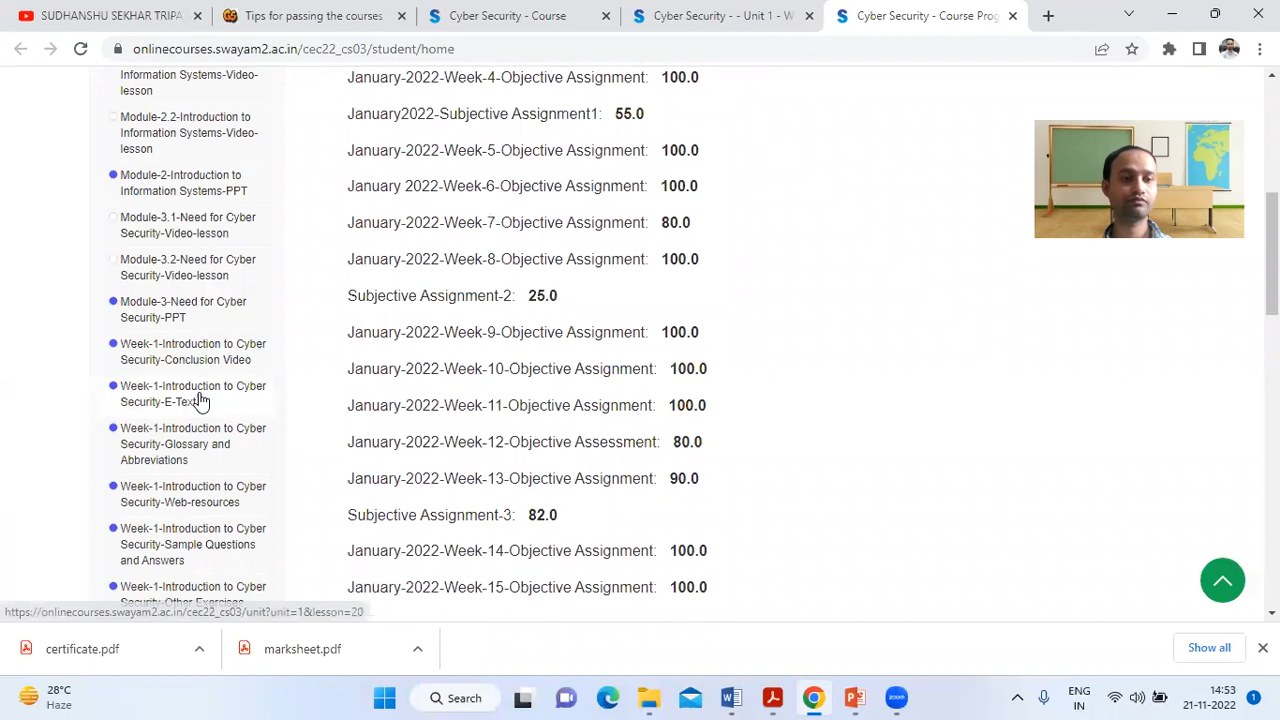 SUDHANSHU SEKHAR TRIPA
Tips for passing the courses
Cyber Security - Course
Cyber Security - - Unit 1 - W
Cyber Security - Course Prog
onlinecourses.swayam2.ac.in/cec22_cs03/student/home
Information Systems-Video-
lesson
Module-2.2-Introduction to
Information Systems-Video-
lesson
Module-2-Introduction to
Information Systems-PPT
Module-3.1-Need for Cyber
Security-Video-lesson
Module-3.2-Need for Cyber
Security-Video-lesson
Module-3-Need for Cyber
Security-PPT
Week-1-Introduction to Cyber
Security-Conclusion Video
Week-1-Introduction to Cyber
Security-E-Text
Week-1-Introduction to Cyber
Security-Glossary and
Abbreviations
Week-1-Introduction to Cyber
Security-Web-resources
Week-1-Introduction to Cyber
Security-Sample Questions
and Answers
Week-1-Introduction to Cyber
Security-Other Exercises
January-2022-Week-4-Objective Assignment: 100.0
January2022-Subjective Assignment1: 55.0
January-2022-Week-5-Objective Assignment: 100.0
January 2022-Week-6-Objective Assignment: 100.0
January-2022-Week-7-Objective Assignment: 80.0
January-2022-Week-8-Objective Assignment: 100.0
Subjective Assignment-2: 25.0
January-2022-Week-9-Objective Assignment: 100.0
January-2022-Week-10-Objective Assignment: 100.0
January-2022-Week-11-Objective Assignment: 100.0
January-2022-Week-12-Objective Assessment: 80.0
January-2022-Week-13-Objective Assignment: 90.0
Subjective Assignment-3: 82.0
January-2022-Week-14-Objective Assignment: 100.0
January-2022-Week-15-Objective Assignment: 100.0
https://onlinecourses.swayam2.ac.in/cec22_cs03/unit?unit=1&lesson=20
certificate.pdf
marksheet.pdf
Show all
28°C
Haze
Search
ENG
IN
14:53
21-11-2022
1